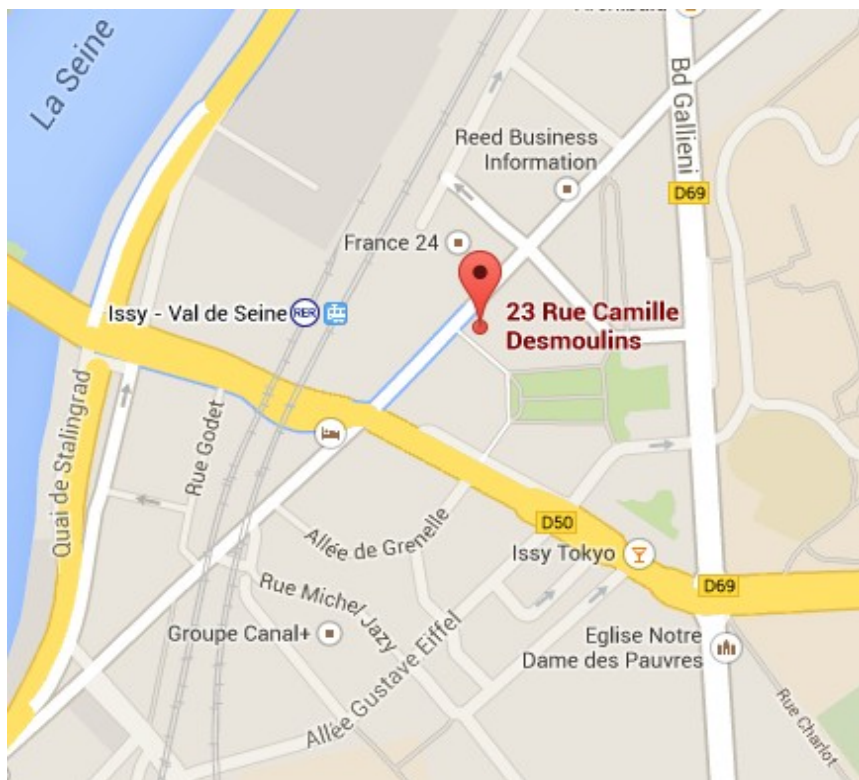 La Seine
Bd Gallieni
Reed Business
Information
D69
France 24
Issy - Val de Seine
RER
23 Rue Camille
Desmoulins
Quai de Stalingrad
Rue Godet
D50
Allée de Grenelle
Issy Tokyo
Rue Michel Jazy
D69
Groupe Canal+
Allée Gustave Eiffel
Eglise Notre
Dame des Pauvres
Rue Charlot